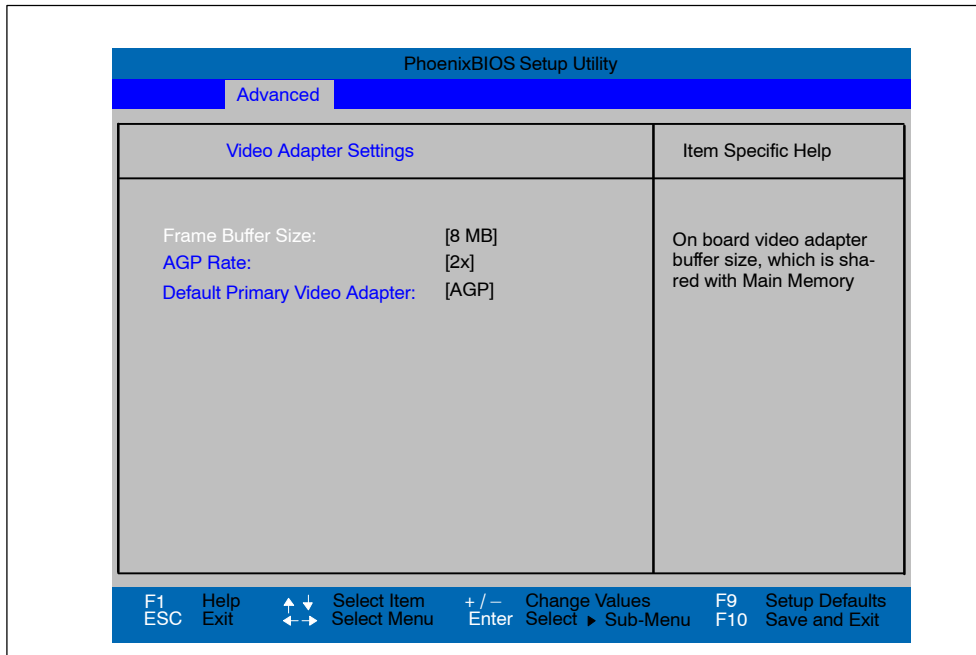 PhoenixBIOS Setup Utility
Advanced
Video Adapter Settings
Item Specific Help
Frame Buffer Size: [8 MB]
AGP Rate: [2x]
Default Primary Video Adapter: [AGP]
On board video adapter
buffer size, which is sha-
red with Main Memory
F1 Help Select Item + / − Change Values F9 Setup Defaults
ESC Exit Select Menu Enter Select ▶ Sub-Menu F10 Save and Exit